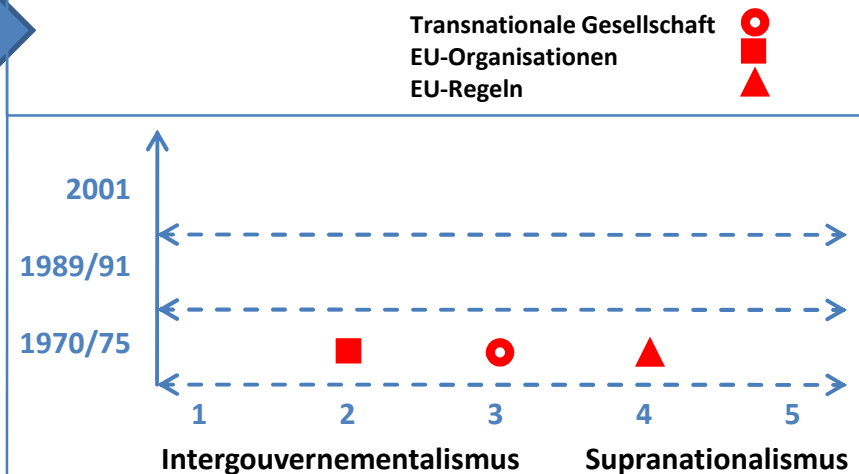 Transnationale Gesellschaft
EU-Organisationen
EU-Regeln
2001
1989/91
1970/75
1 2 3 4 5
Intergouvernementalismus Supranationalismus